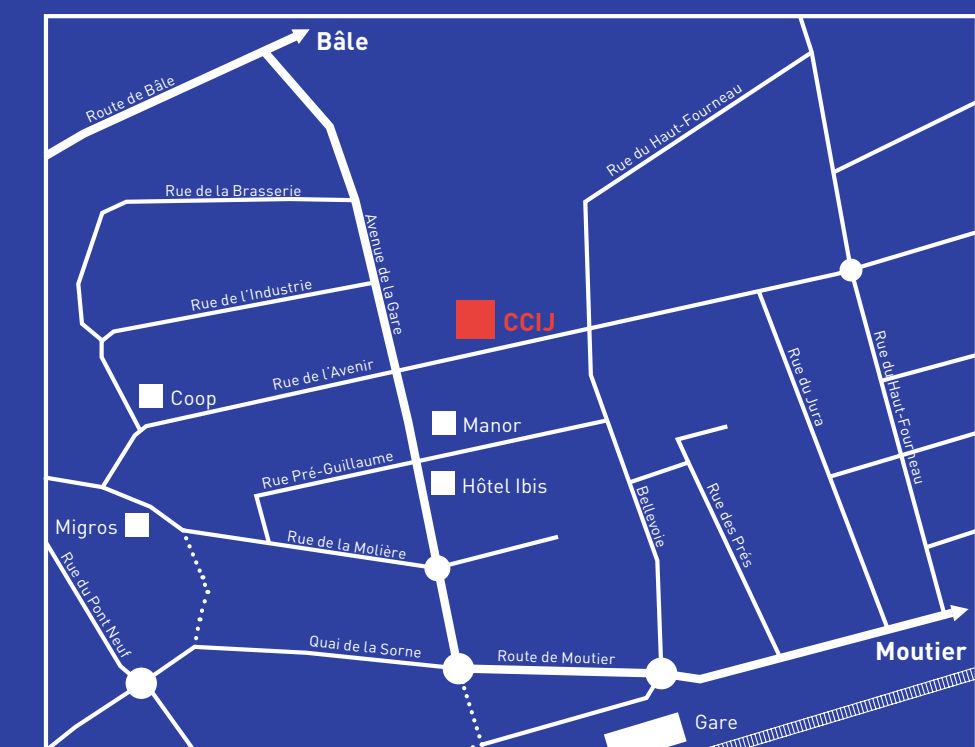 Bâle
Route de Bâle
Rue du Haut-Fourneau
Rue de la Brasserie
Avenue de la Gare
Rue de l'Industrie
CCIJ
Rue du Haut-Fourneau
Rue de l'Avenir
Rue du Jura
Coop
Manor
Rue Pré-Guillaume
Hôtel Ibis
Bellevoie
Rue des Prés
Migros
Rue de la Molière
Rue du Pont Neuf
Quai de la Sorne
Route de Moutier
Moutier
Gare